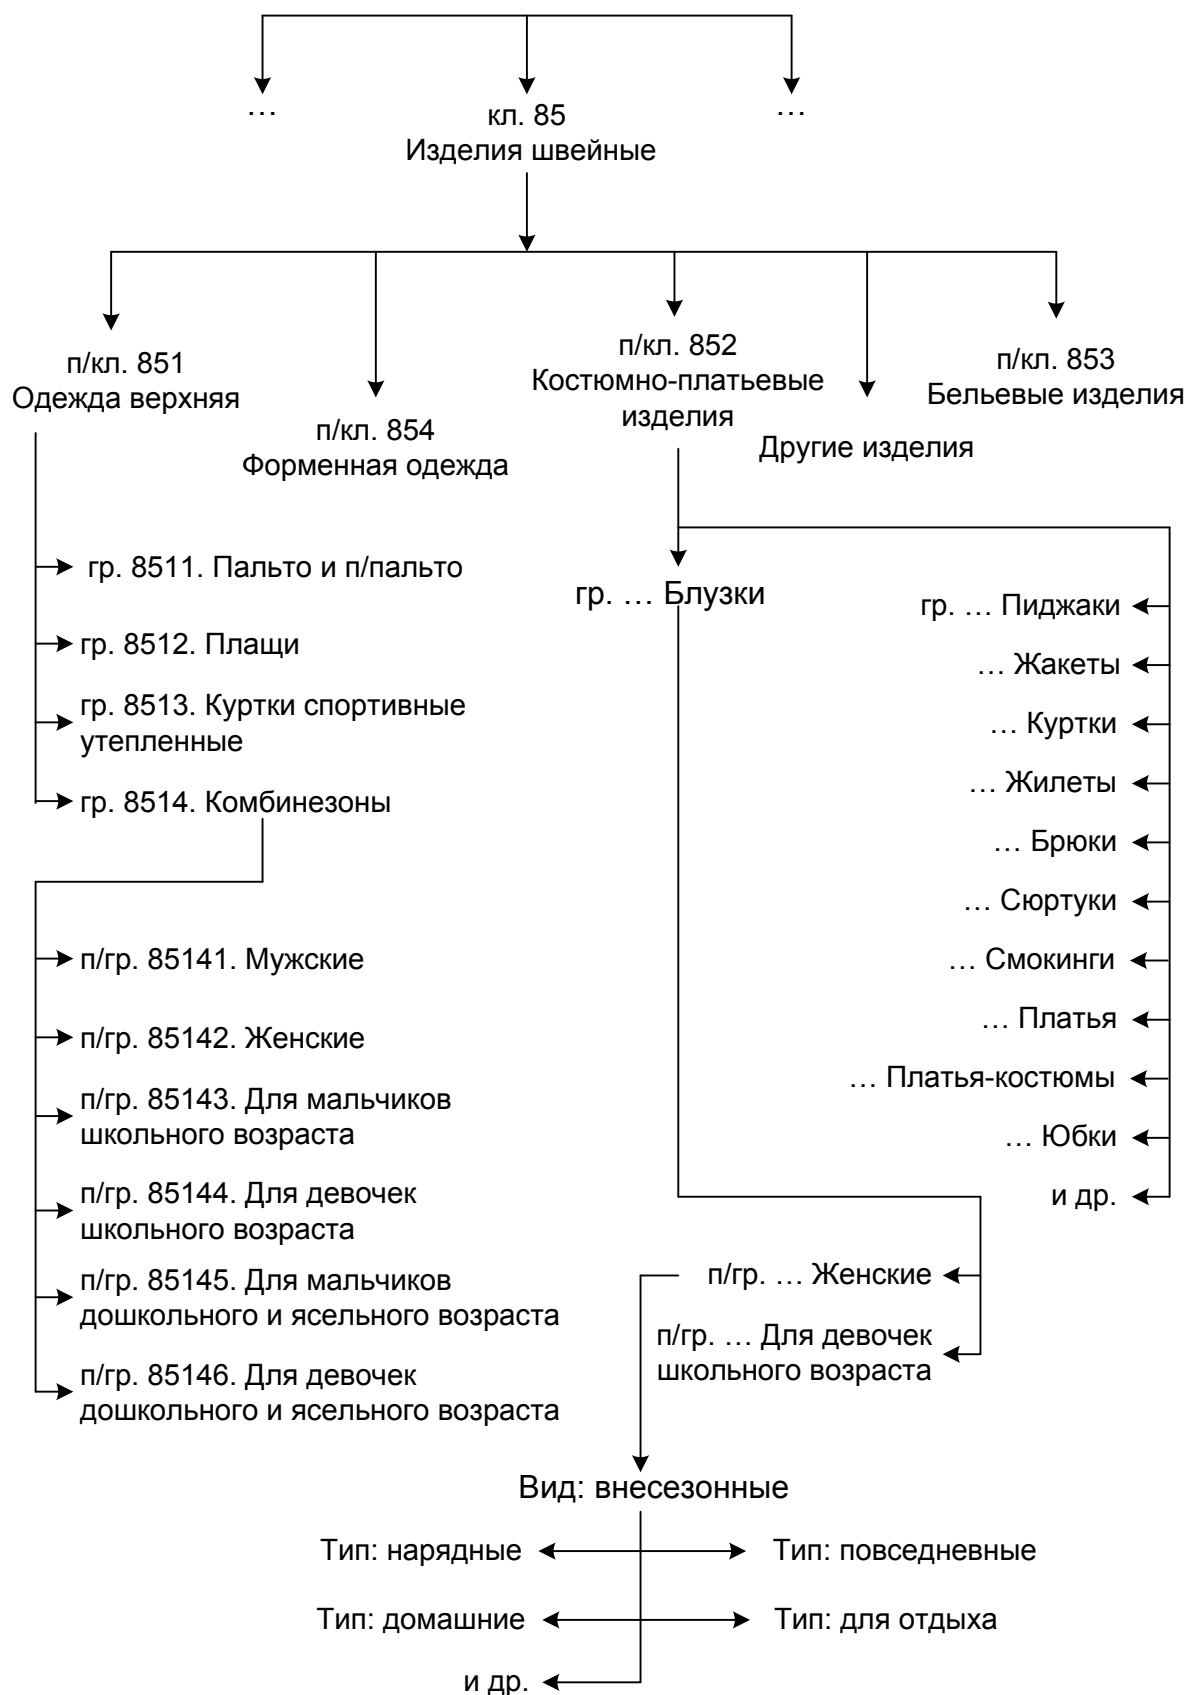 …
кл. 85
Изделия швейные
…
п/кл. 851
Одежда верхняя
п/кл. 854
Форменная одежда
п/кл. 852
Костюмно-платьевые
изделия
Другие изделия
п/кл. 853
Бельевые изделия
гр. 8511. Пальто и п/пальто
гр. 8512. Плащи
гр. 8513. Куртки спортивные
утепленные
гр. 8514. Комбинезоны
п/гр. 85141. Мужские
п/гр. 85142. Женские
п/гр. 85143. Для мальчиков
школьного возраста
п/гр. 85144. Для девочек
школьного возраста
п/гр. 85145. Для мальчиков
дошкольного и ясельного возраста
п/гр. 85146. Для девочек
дошкольного и ясельного возраста
гр. … Блузки
гр. … Пиджаки
… Жакеты
… Куртки
… Жилеты
… Брюки
… Сюртуки
… Смокинги
… Платья
… Платья-костюмы
… Юбки
и др.
п/гр. … Женские
п/гр. … Для девочек
школьного возраста
Вид: внесезонные
Тип: нарядные
Тип: повседневные
Тип: домашние
Тип: для отдыха
и др.